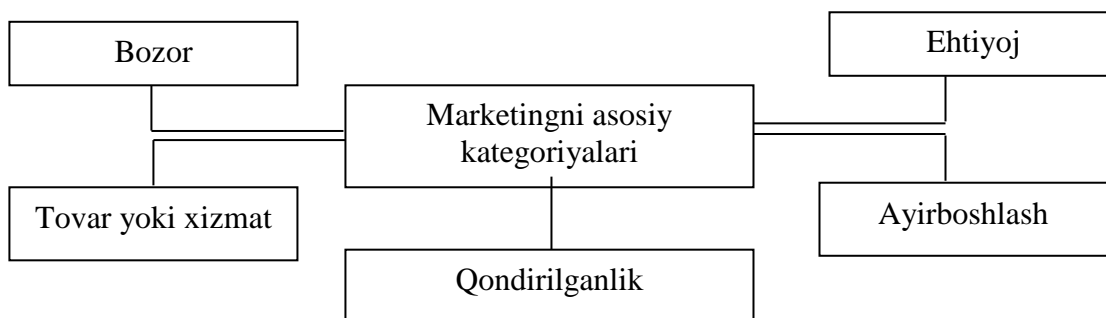 Bozor
Ehtiyoj
Marketingni asosiy
kategoriyalari
Tovar yoki xizmat
Ayirboshlash
Qondirilganlik